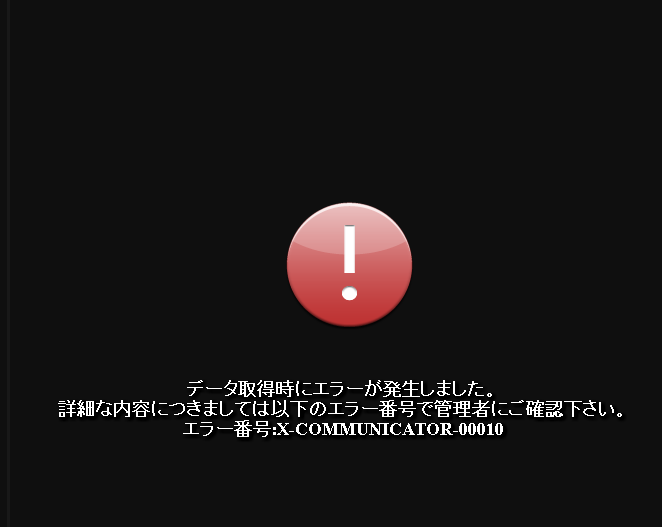 データ取得時にエラーが発生しました。
詳細な内容につきましては以下のエラー番号で管理者にご確認下さい。
エラー番号:X-COMMUNICATOR-00010